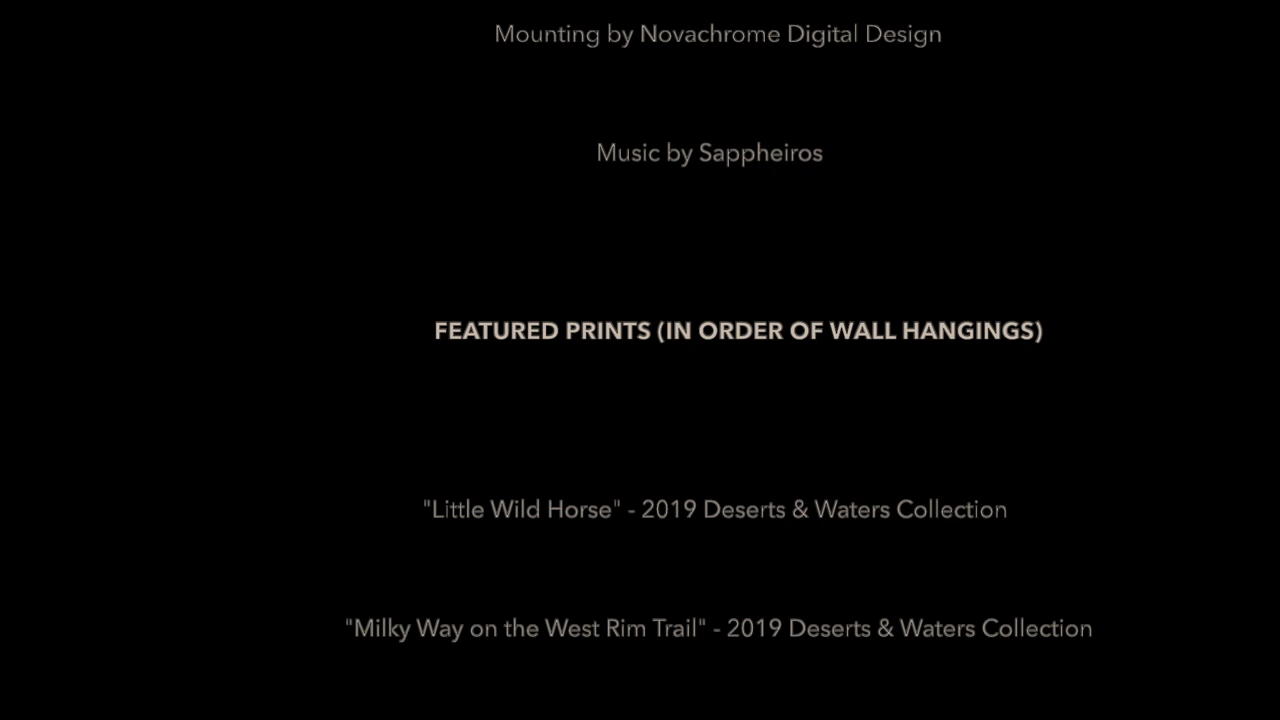 Mounting by Novachrome Digital Design
Music by Sappheiros
FEATURED PRINTS (IN ORDER OF WALL HANGINGS)
"Little Wild Horse" - 2019 Deserts & Waters Collection
"Milky Way on the West Rim Trail" - 2019 Deserts & Waters Collection